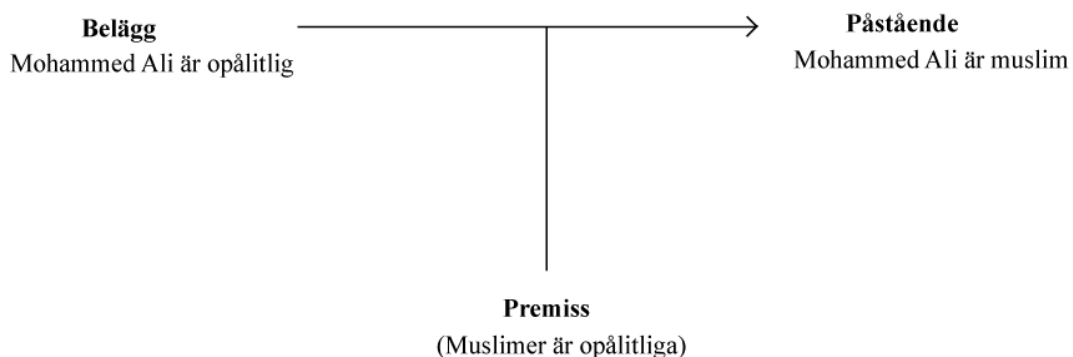 Belägg
Mohammed Ali är opålitlig
Påstående
Mohammed Ali är muslim
Premiss
(Muslimer är opålitliga)